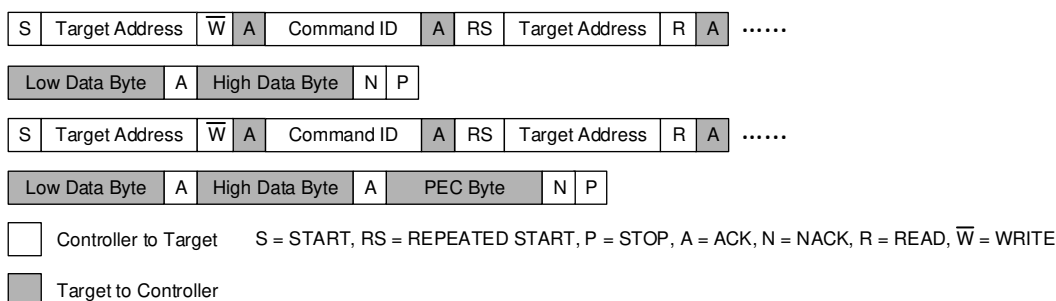 S Target Address W̅ A Command ID A RS Target Address R A ······
Low Data Byte A High Data Byte N P
S Target Address W̅ A Command ID A RS Target Address R A ······
Low Data Byte A High Data Byte A PEC Byte N P
Controller to Target S = START, RS = REPEATED START, P = STOP, A = ACK, N = NACK, R = READ, W̅ = WRITE
Target to Controller